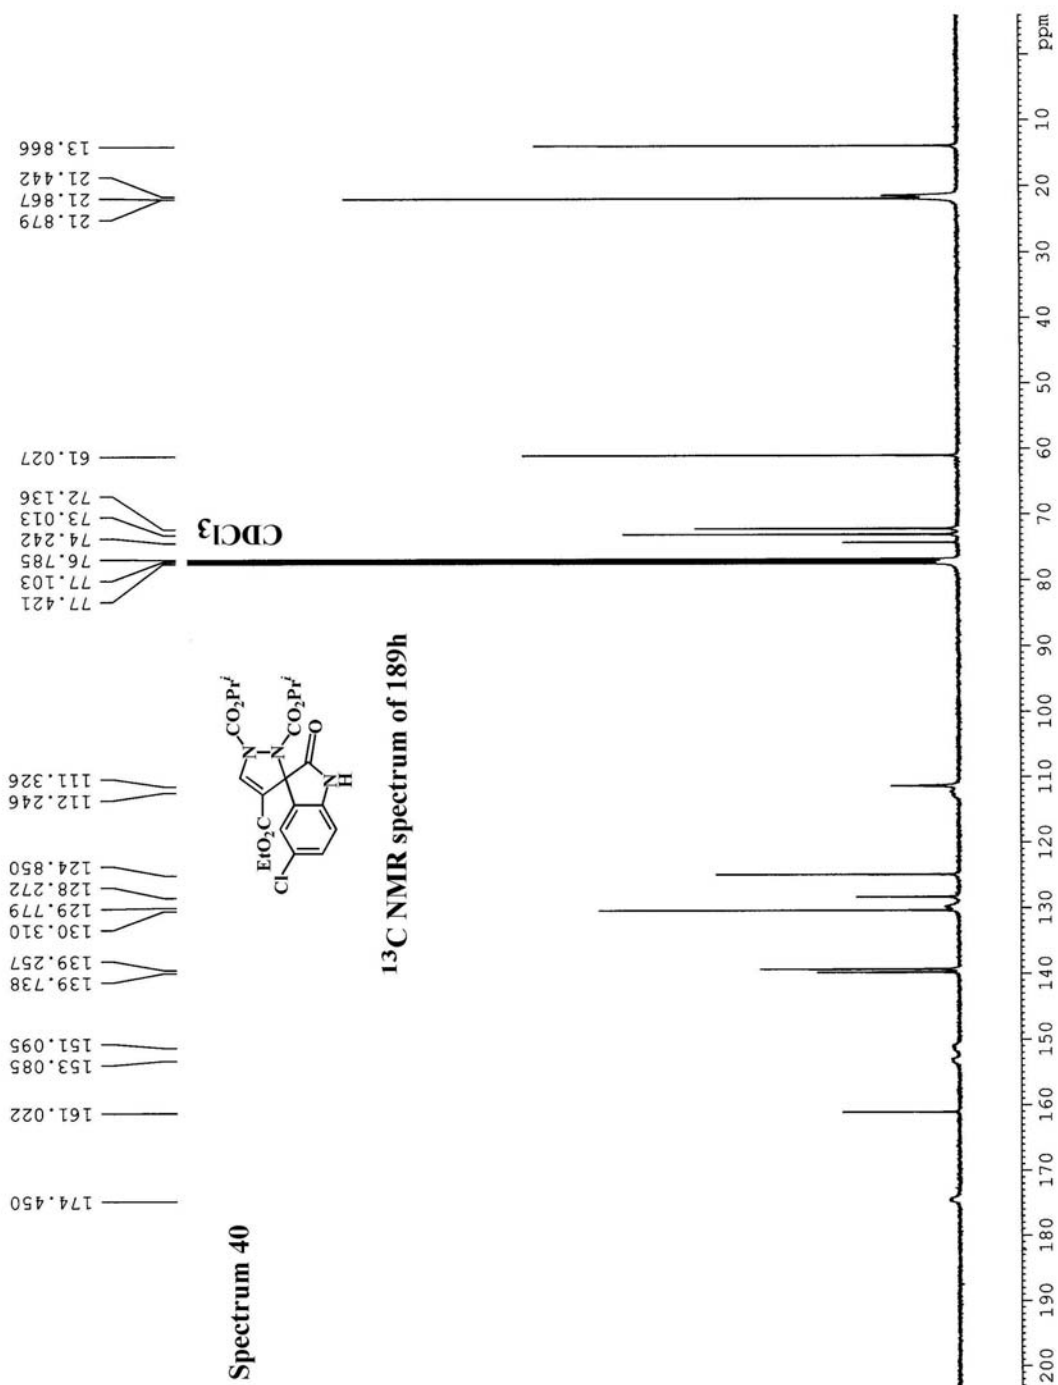 Spectrum 40
174.450
161.022
153.085
151.095
139.738
139.257
130.310
129.779
128.272
124.850
112.246
111.326
77.421
77.103
76.785
74.242
73.013
72.136
61.027
21.879
21.867
21.442
13.866
CDCl3
EtO2C
CO2Pr^i
N
N
CO2Pr^i
Cl
O
N
H
13C NMR spectrum of 189h
200 190 180 170 160 150 140 130 120 110 100 90 80 70 60 50 40 30 20 10 ppm